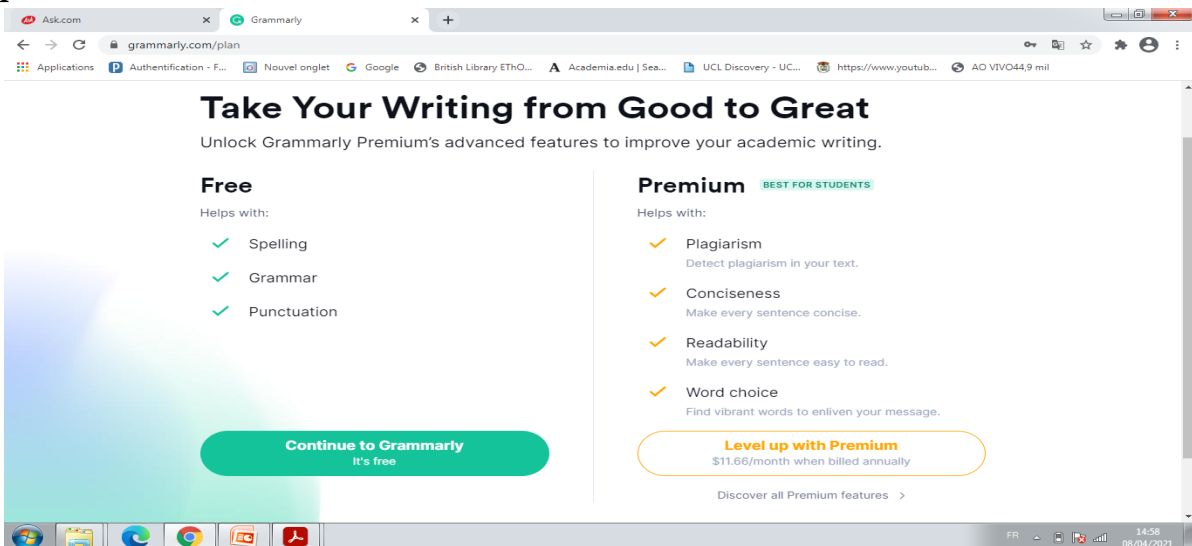 Ask.com
Grammarly
grammarly.com/plan
Applications Authentification - F... Nouvel onglet Google British Library EThO... Academia.edu | Sea... UCL Discovery - UC... https://www.youtub... AO VIVO44,9 mil
Take Your Writing from Good to Great
Unlock Grammarly Premium's advanced features to improve your academic writing.
Free
Helps with:
Spelling
Grammar
Punctuation
Continue to Grammarly
It's free
Premium BEST FOR STUDENTS
Helps with:
Plagiarism
Detect plagiarism in your text.
Conciseness
Make every sentence concise.
Readability
Make every sentence easy to read.
Word choice
Find vibrant words to enliven your message.
Level up with Premium
$11.66/month when billed annually
Discover all Premium features >
FR
14:58
08/04/2021